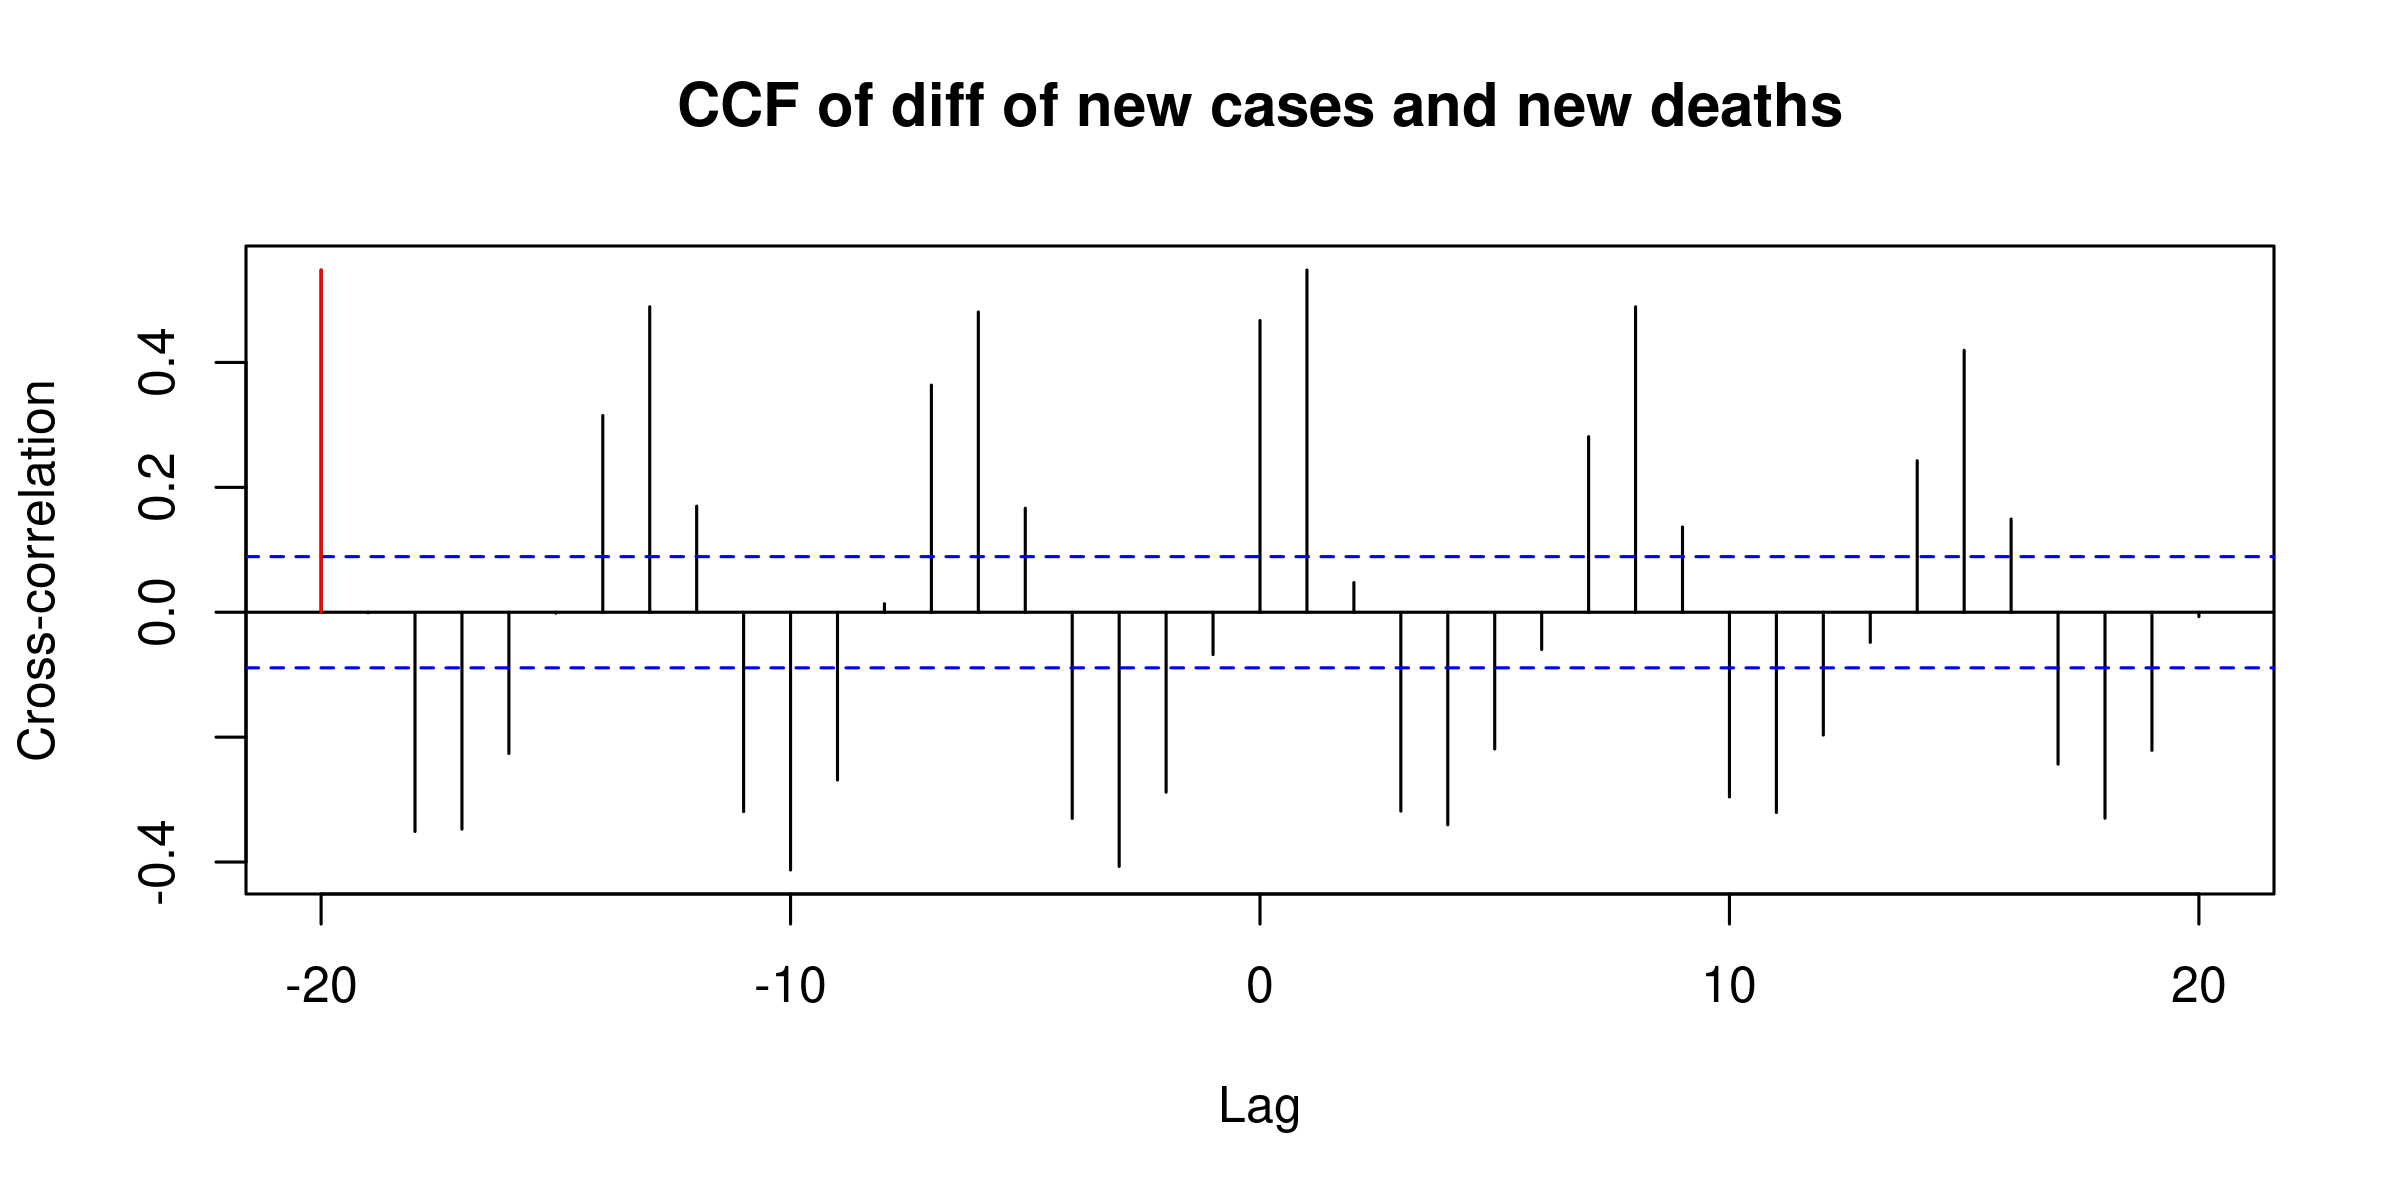 CCF of diff of new cases and new deaths
Cross-correlation
0.4
0.2
0.0
-0.4
-20 -10 0 10 20
Lag